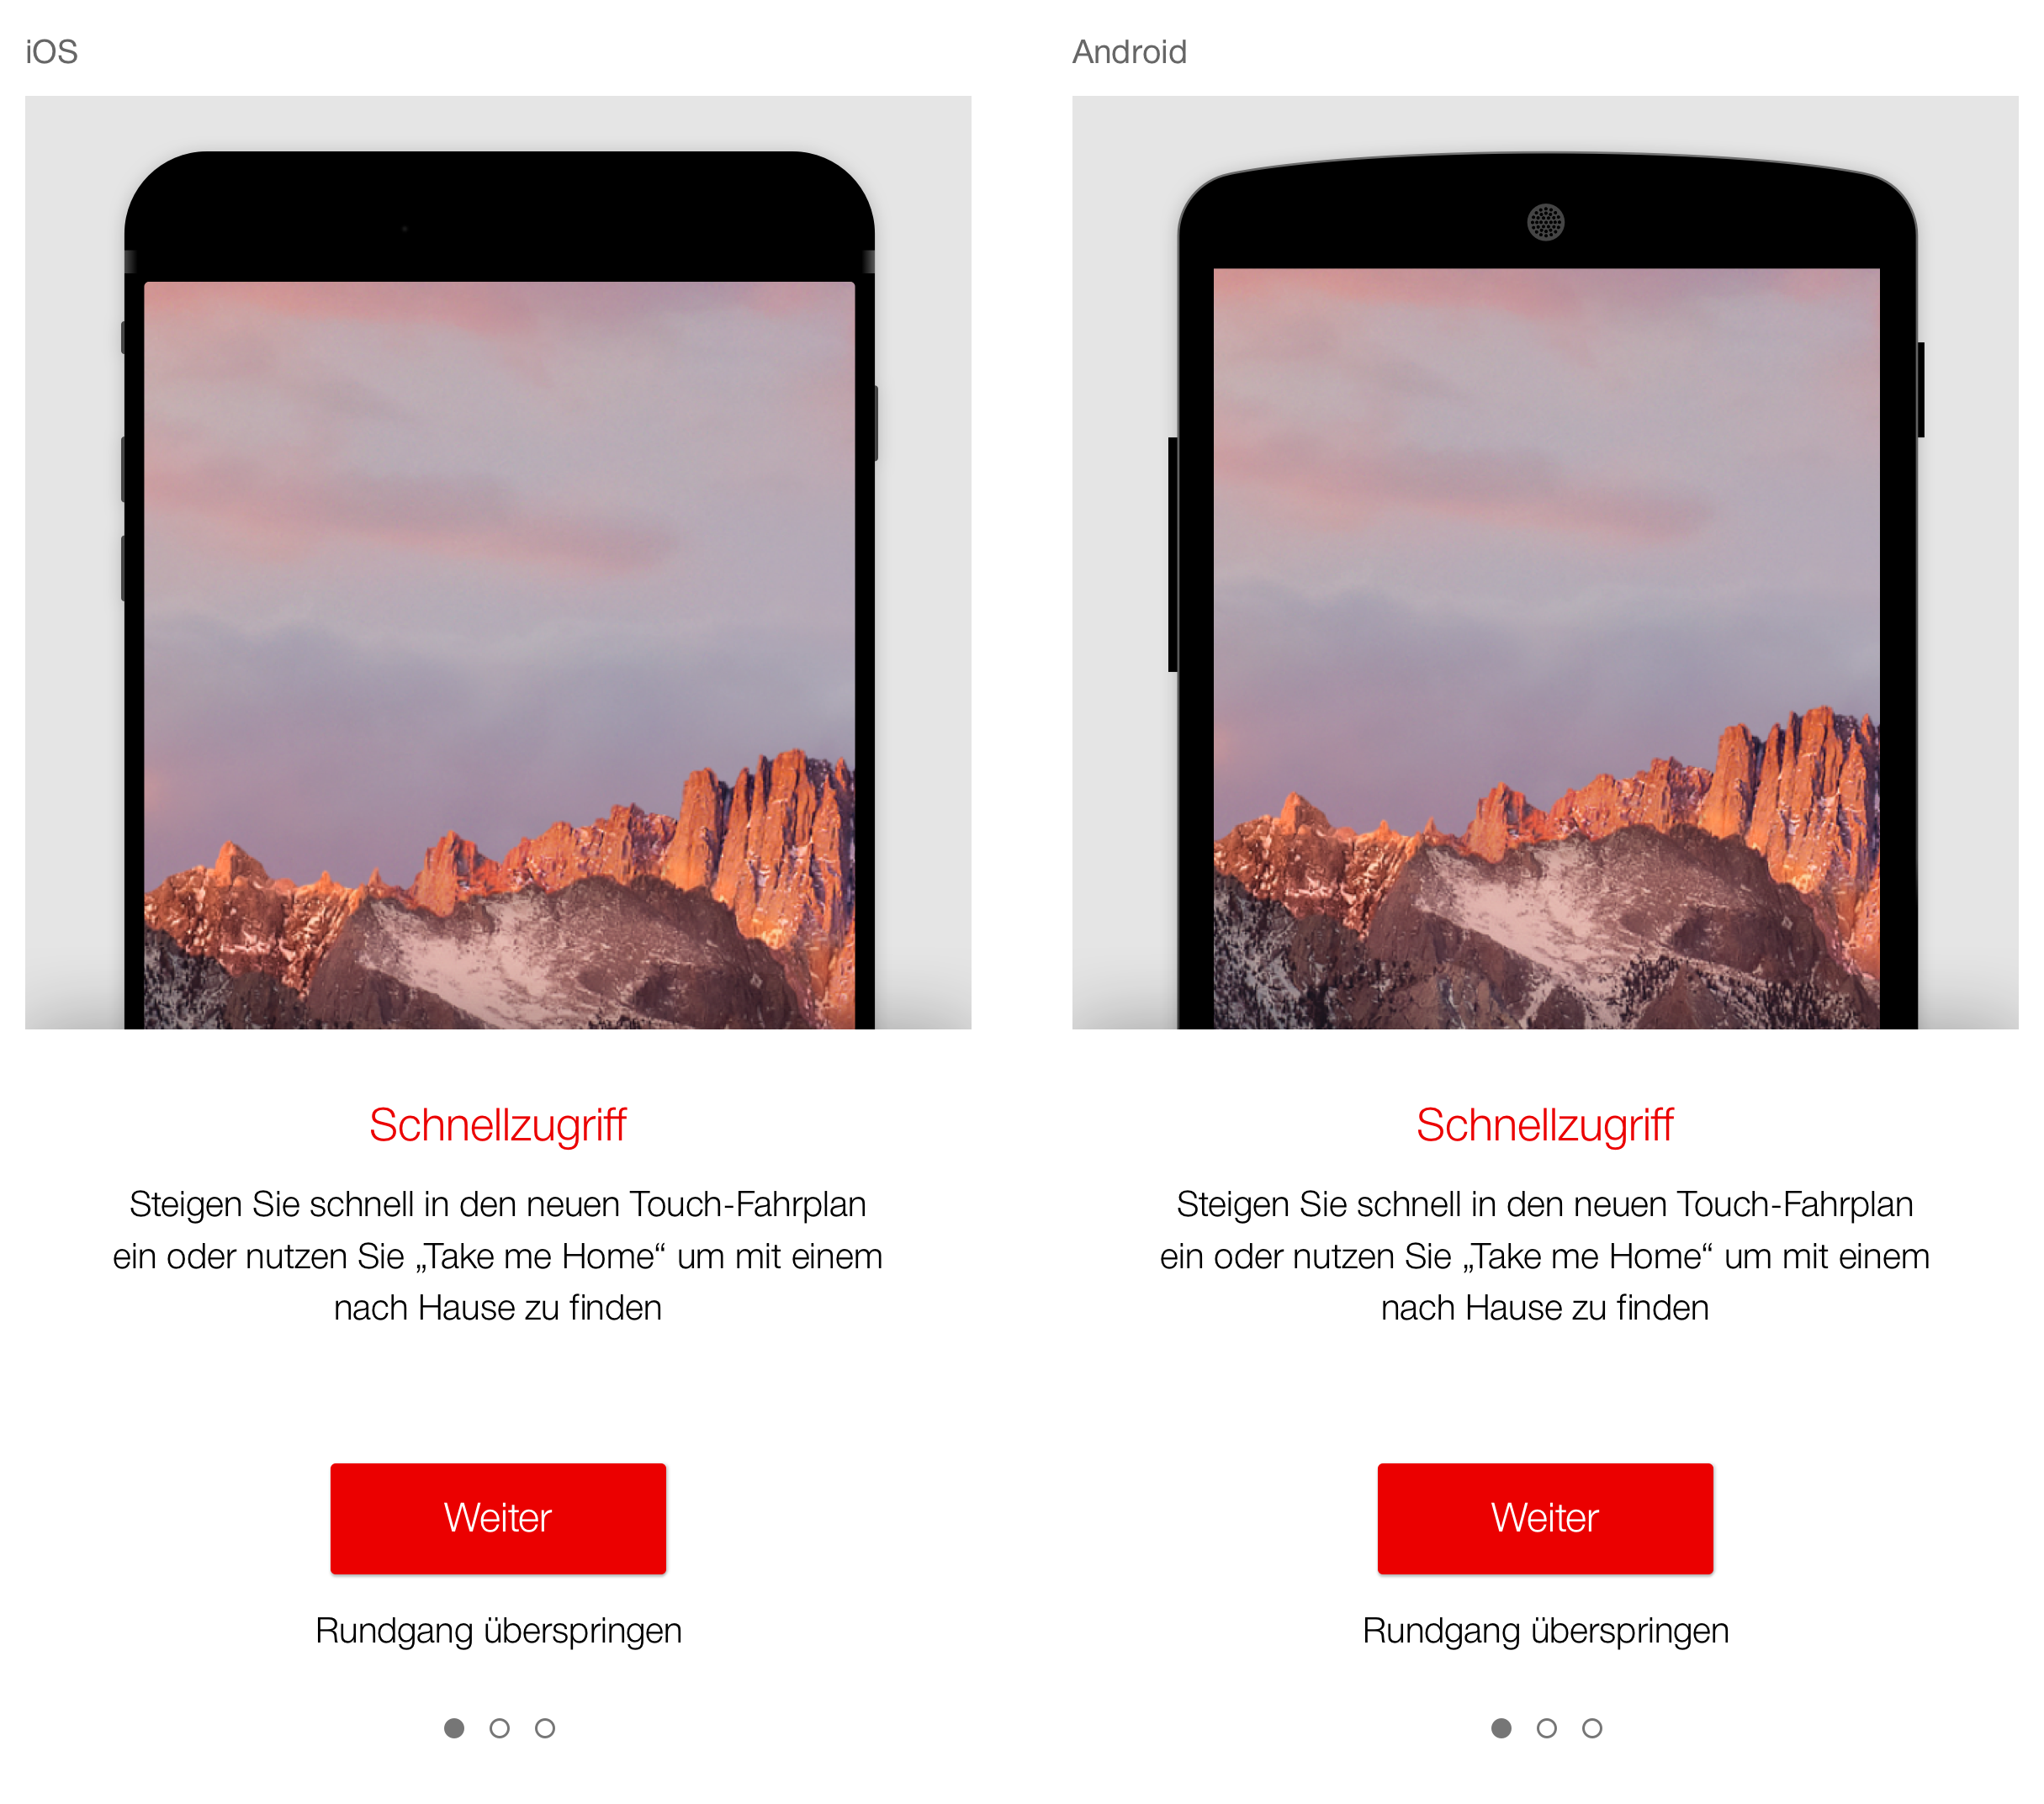 iOS
Android
Schnellzugriff
Steigen Sie schnell in den neuen Touch-Fahrplan
ein oder nutzen Sie „Take me Home“ um mit einem
nach Hause zu finden
Weiter
Rundgang überspringen
Schnellzugriff
Steigen Sie schnell in den neuen Touch-Fahrplan
ein oder nutzen Sie „Take me Home“ um mit einem
nach Hause zu finden
Weiter
Rundgang überspringen